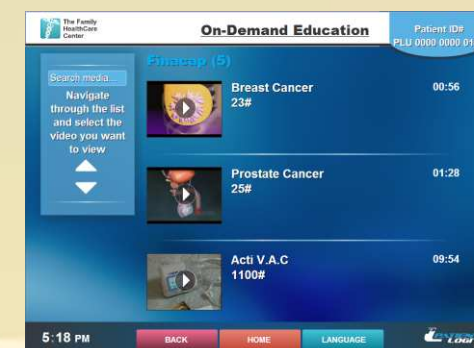 The Family
HealthCare
Center
On-Demand Education
Patient ID#
PLU 0000 0000 01
Finacap (5)
Search media...
Navigate
through the list
and select the
video you want
to view
Breast Cancer
23#
00:56
Prostate Cancer
25#
01:28
Acti V.A.C
1100#
09:54
5:18 PM
BACK
HOME
LANGUAGE
PATIENT
LOGIC